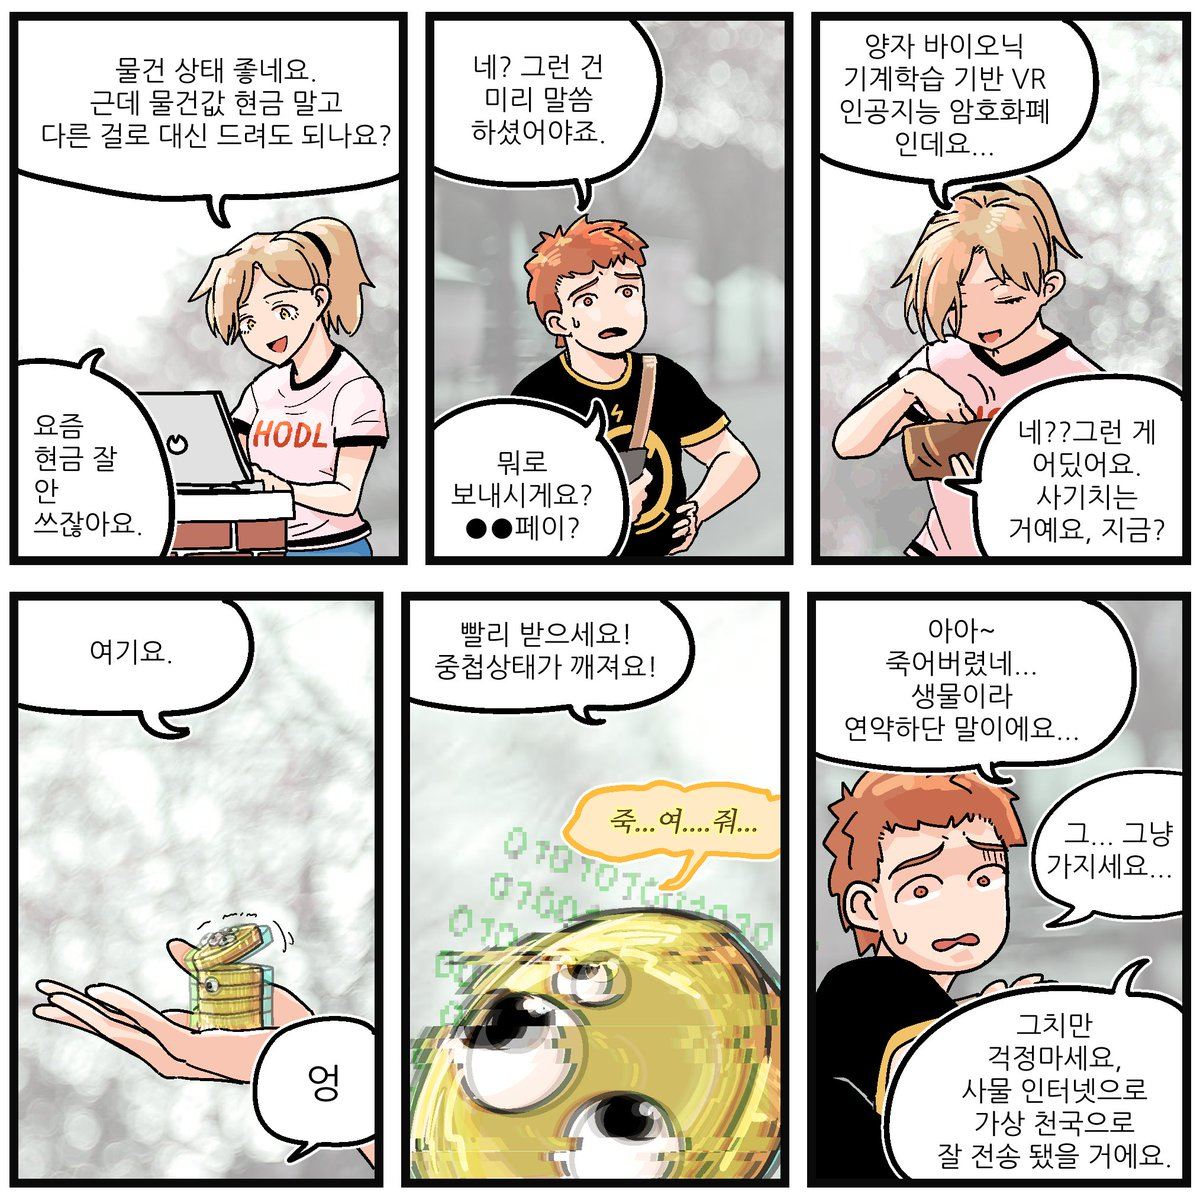 물건 상태 좋네요.
근데 물건값 현금 말고
다른 걸로 대신 드려도 되나요?
HODL
요즘
현금 잘
안
쓰잖아요.
네? 그런 건
미리 말씀
하셨어야죠.
뭐로
보내시게요?
●●페이?
양자 바이오닉
기계학습 기반 VR
인공지능 암호화폐
인데요...
네??그런 게
어딨어요.
사기치는
거예요, 지금?
여기요.
엉
빨리 받으세요!
중첩상태가 깨져요!
죽...여....줘...
아아~
죽어버렸네...
생물이라
연약하단 말이에요...
그... 그냥
가지세요...
그치만
걱정마세요,
사물 인터넷으로
가상 천국으로
잘 전송 됐을 거에요.